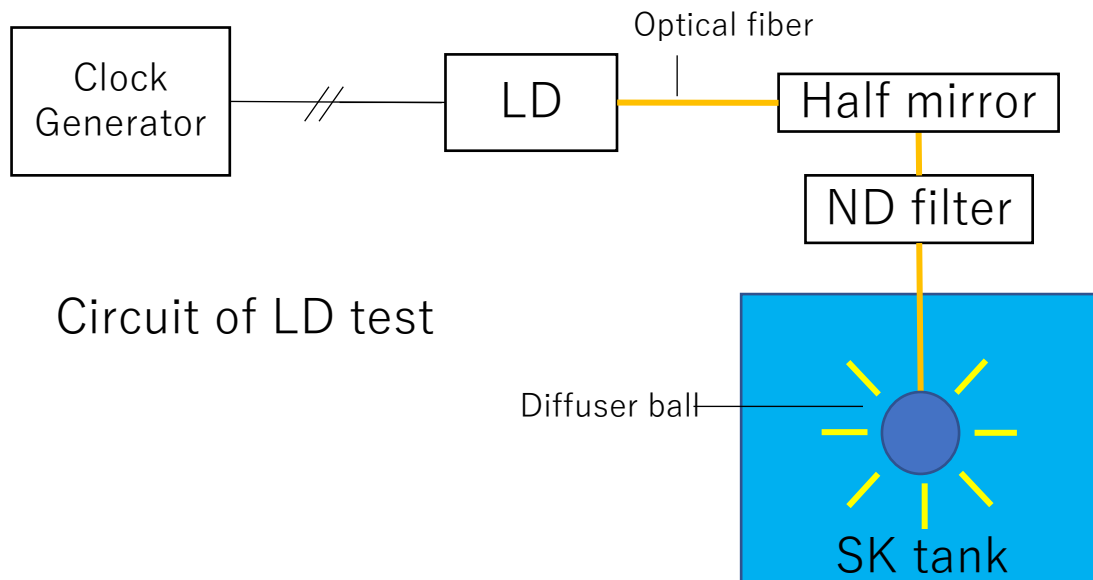 Optical fiber
Clock
Generator
LD
Half mirror
ND filter
Circuit of LD test
Diffuser ball
SK tank